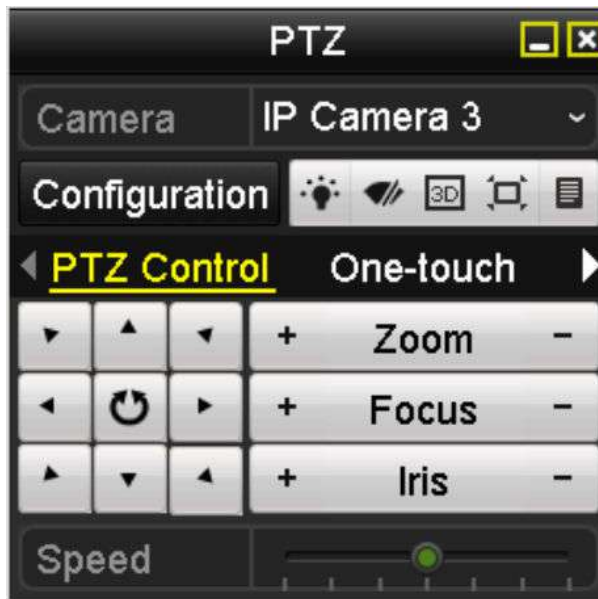 PTZ
Camera IP Camera 3
Configuration 3D
PTZ Control One-touch
+ Zoom -
+ Focus -
+ Iris -
Speed